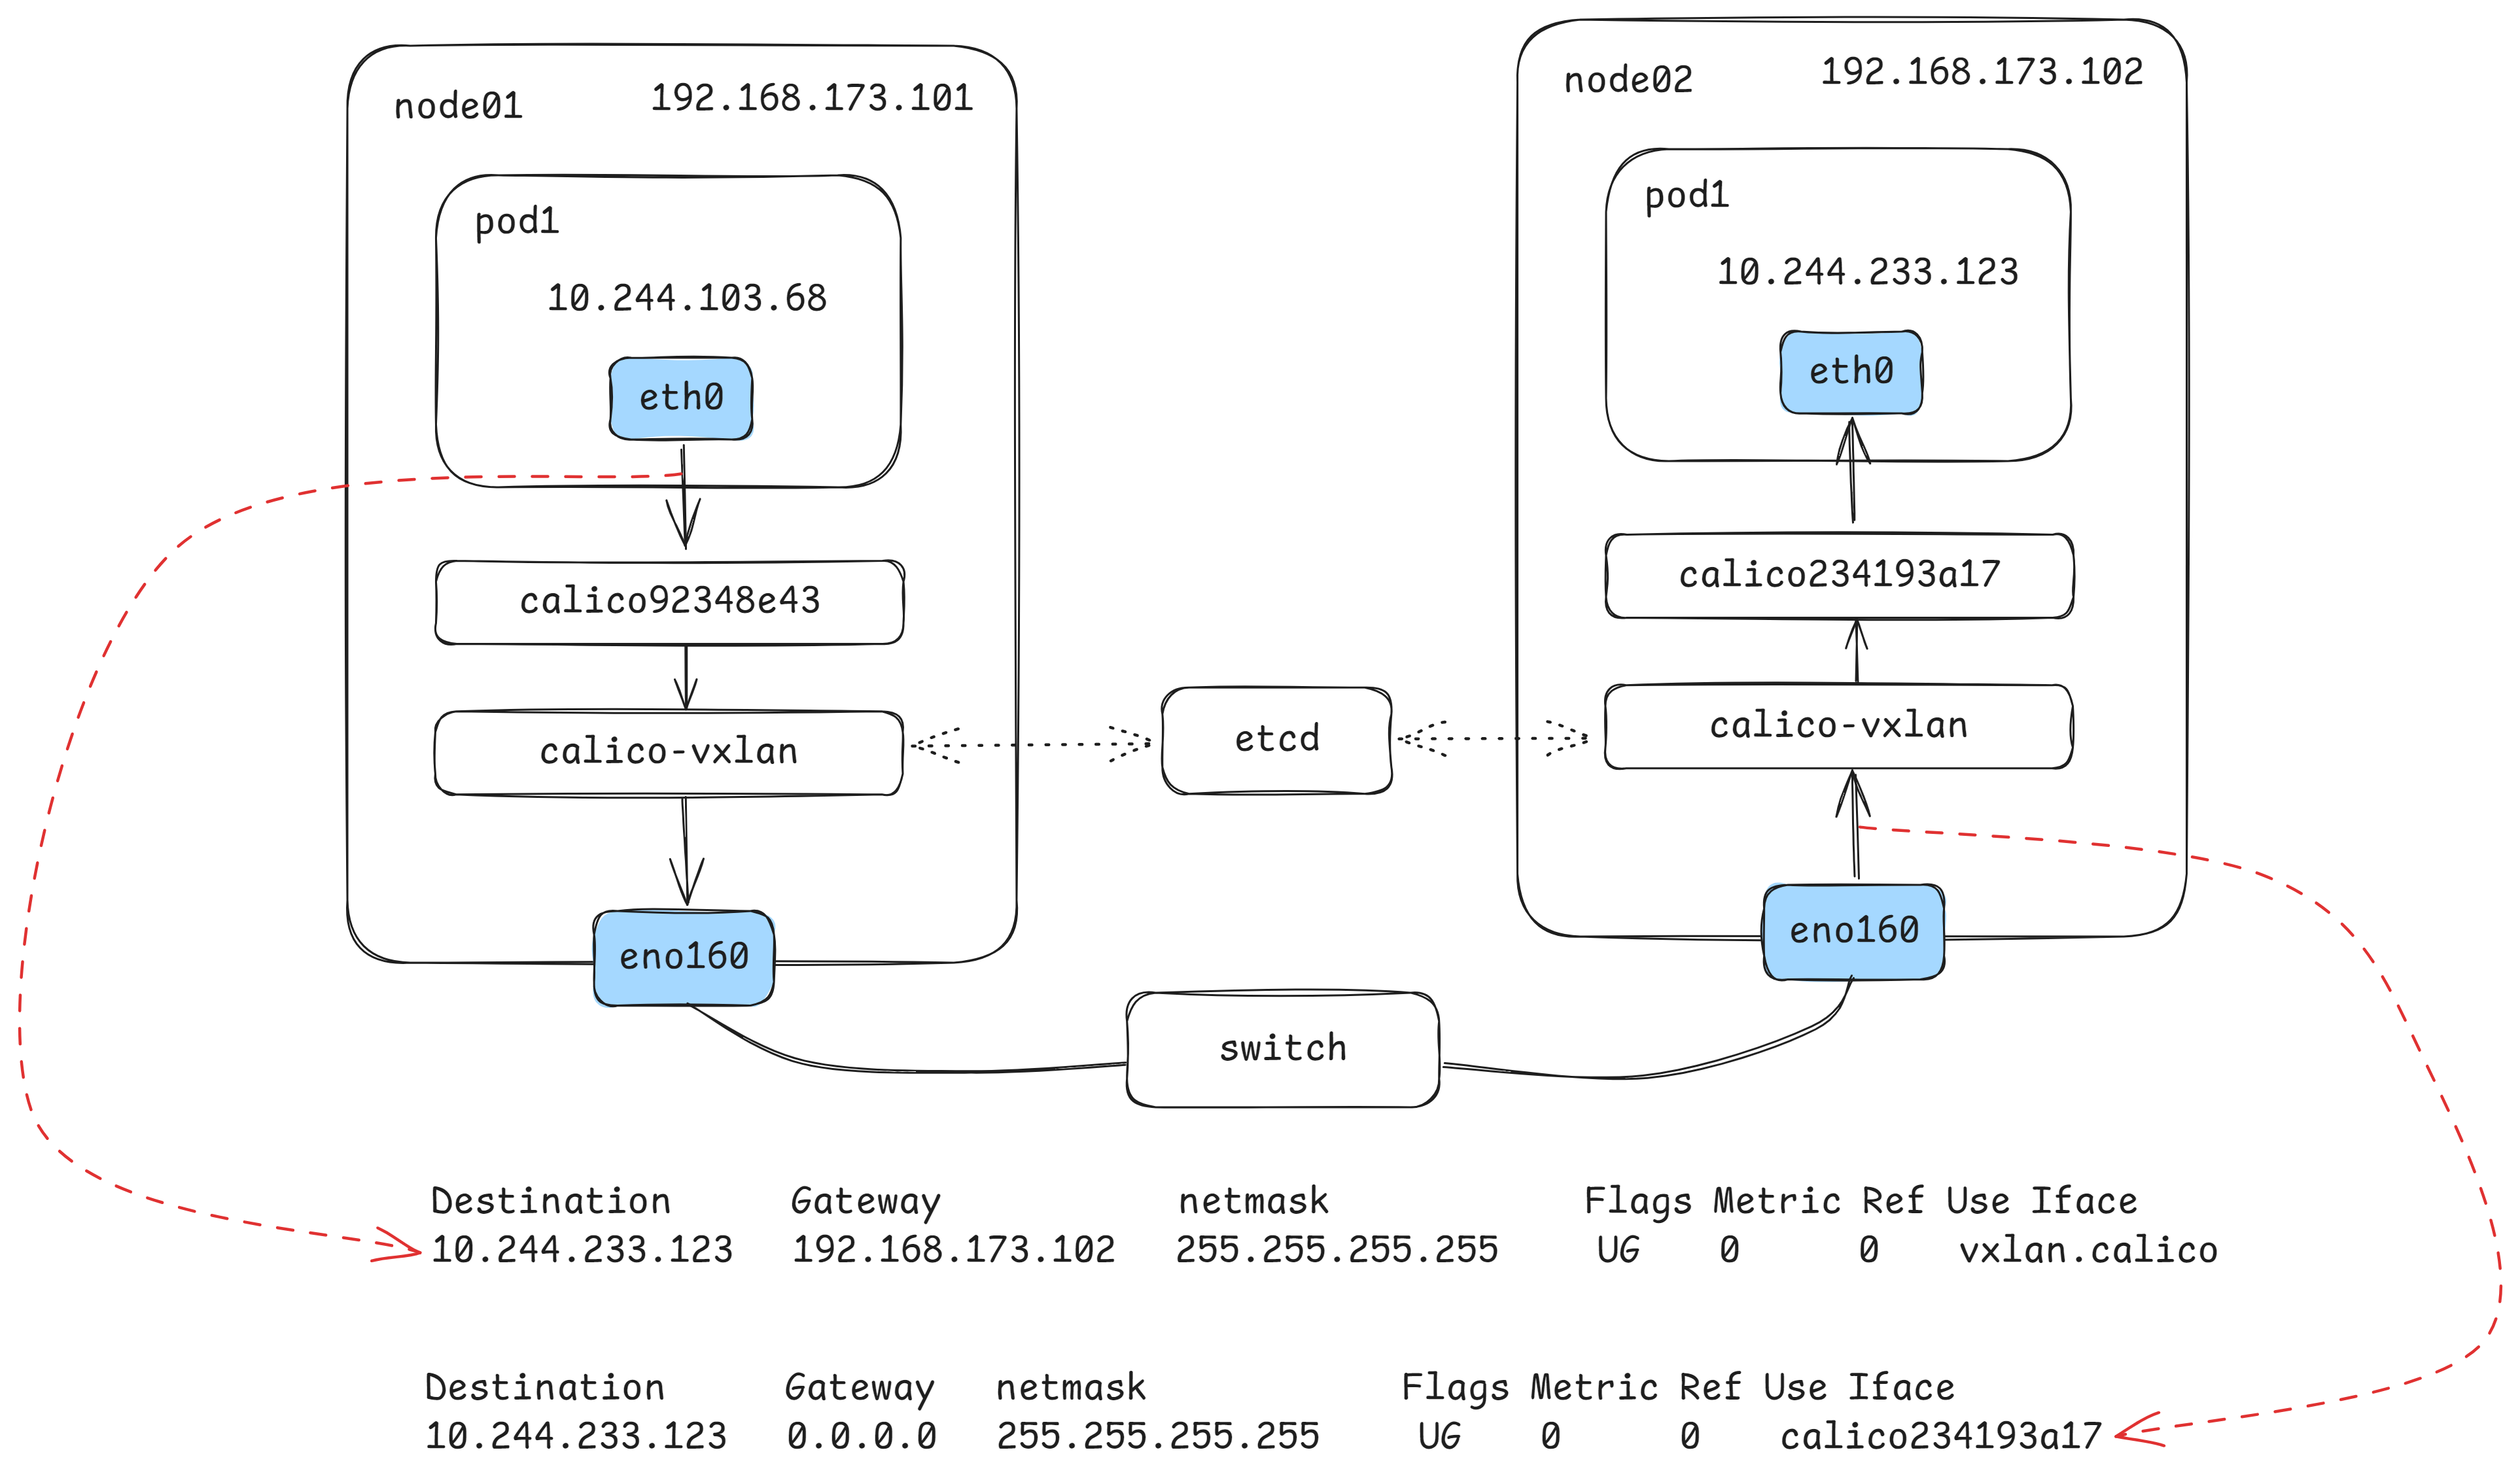 node01 192.168.173.101
pod1
10.244.103.68
eth0
calico92348e43
calico-vxlan
eno160
node02 192.168.173.102
pod1
10.244.233.123
eth0
calico234193a17
calico-vxlan
eno160
etcd
switch
Destination Gateway netmask Flags Metric Ref Use Iface
10.244.233.123 192.168.173.102 255.255.255.255 UG 0 0 vxlan.calico
Destination Gateway netmask Flags Metric Ref Use Iface
10.244.233.123 0.0.0.0 255.255.255.255 UG 0 0 calico234193a17